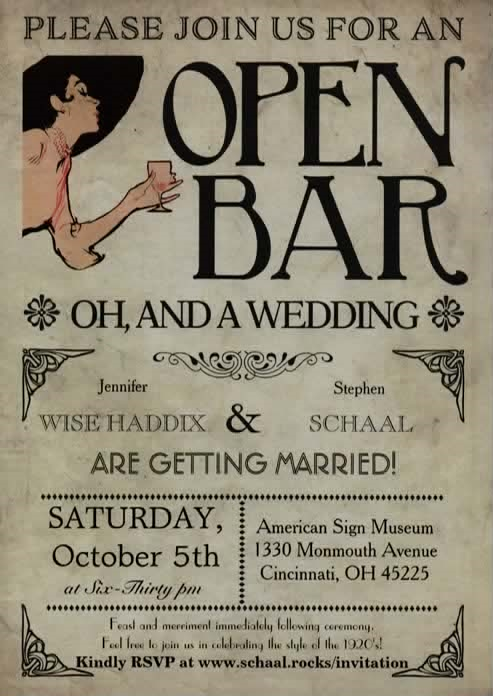 PLEASE JOIN US FOR AN
OPEN
BAR
OH, AND A WEDDING
Jennifer
WISE HADDIX
&
Stephen
SCHAAL
ARE GETTING MARRIED!
SATURDAY,
October 5th
at Six-Thirty pm
American Sign Museum
1330 Monmouth Avenue
Cincinnati, OH 45225
Feast and merriment immediately following ceremony.
Feel free to join us in celebrating the style of the 1920's!
Kindly RSVP at www.schaal.rocks/invitation